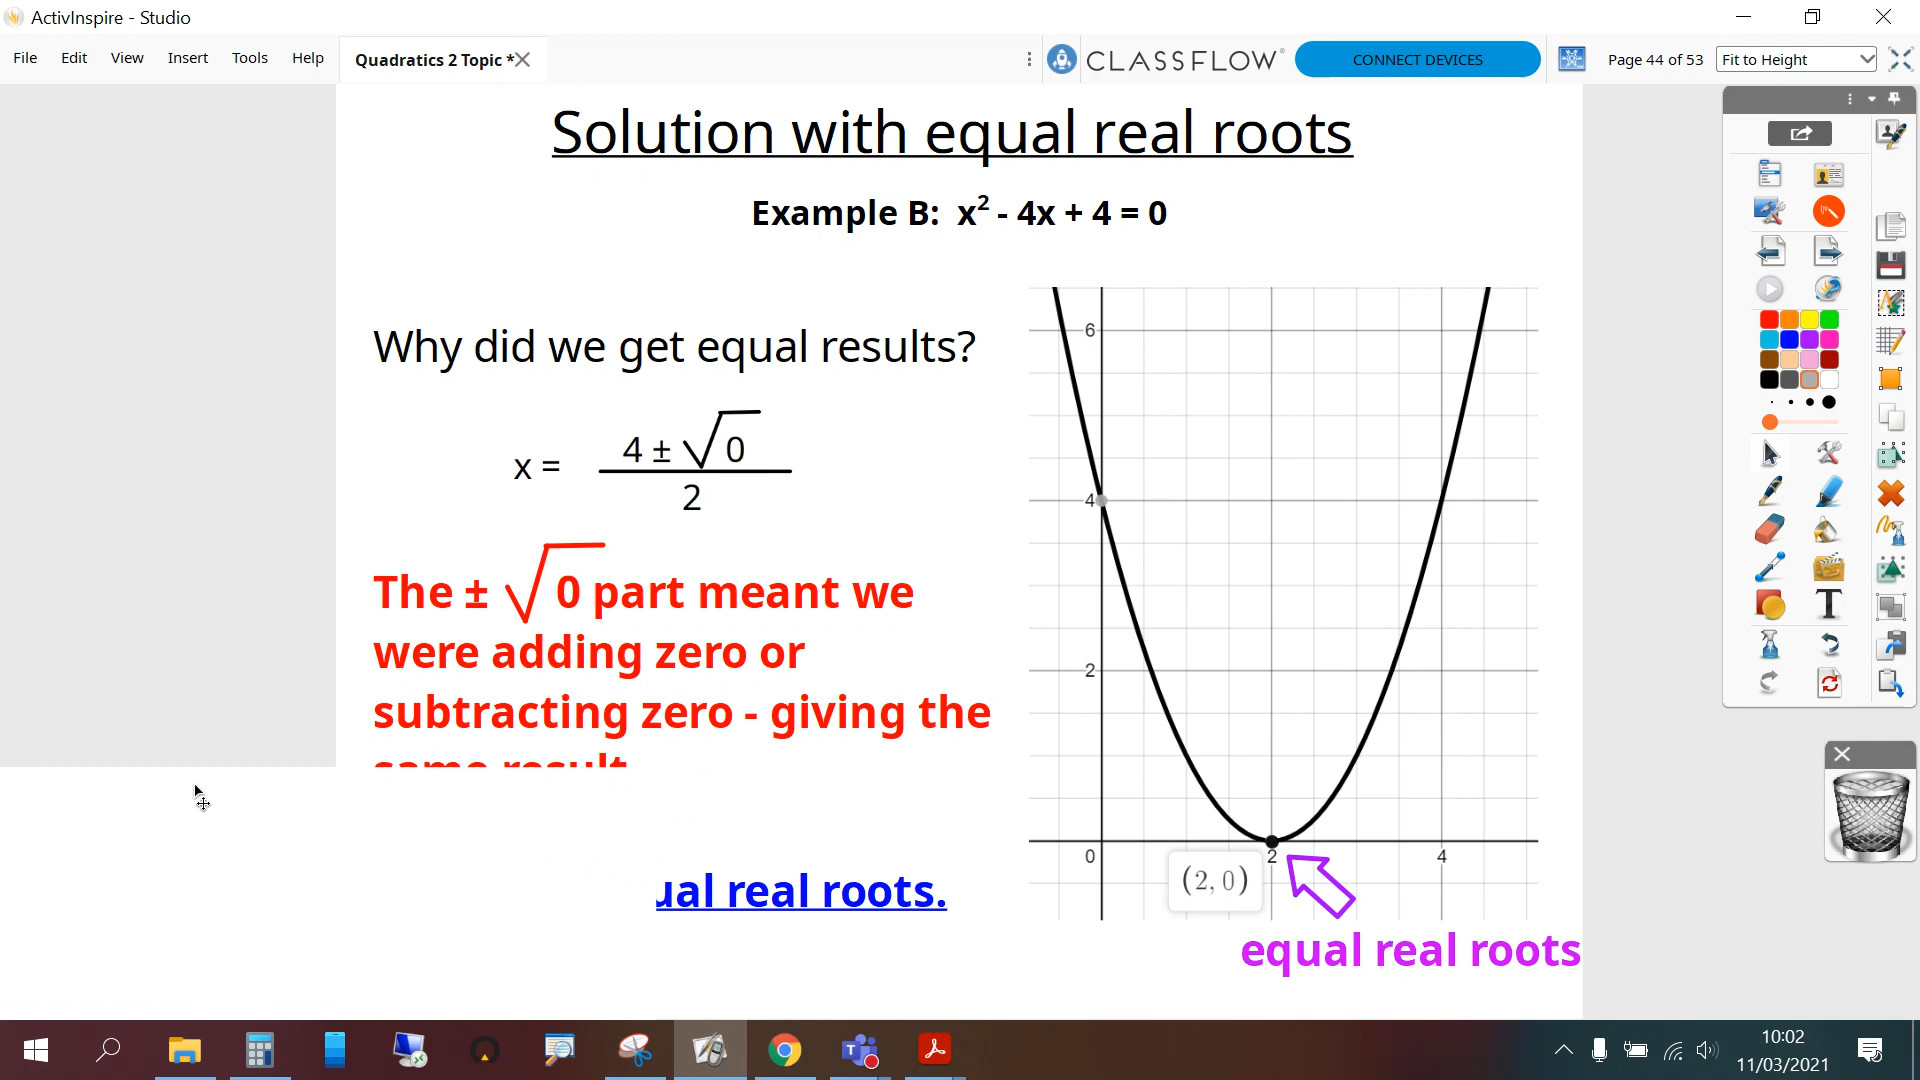 ActivInspire - Studio
File Edit View Insert Tools Help
Quadratics 2 Topic *
CLASSFLOW
CONNECT DEVICES
Page 44 of 53
Fit to Height
Solution with equal real roots
Example B: x² - 4x + 4 = 0
Why did we get equal results?
x = 4 ± √0
2
The ± √0 part meant we
were adding zero or
subtracting zero - giving the
same result
ual real roots.
6
4
2
0 2 4
(2, 0)
equal real roots
T
10:02
11/03/2021